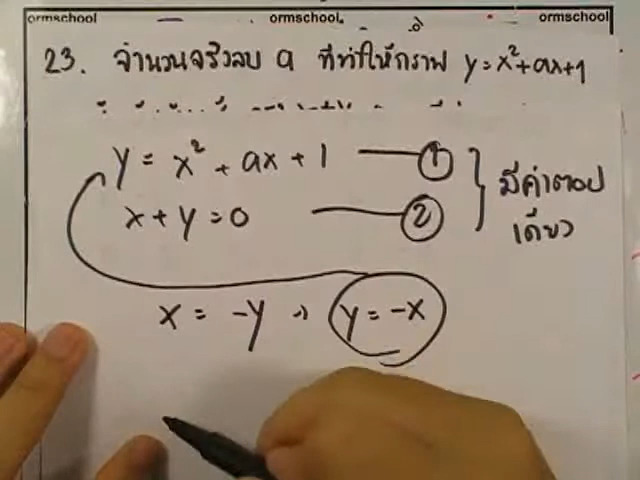 ormschool ormschool. ormschool
23. จำนวนจริงลบ a ที่ทำให้กราฟ y = x² + ax + 1
y = x² + ax + 1 ①
x + y = 0 ②
มีคำตอบ
เดียว
x = -y → y = -x